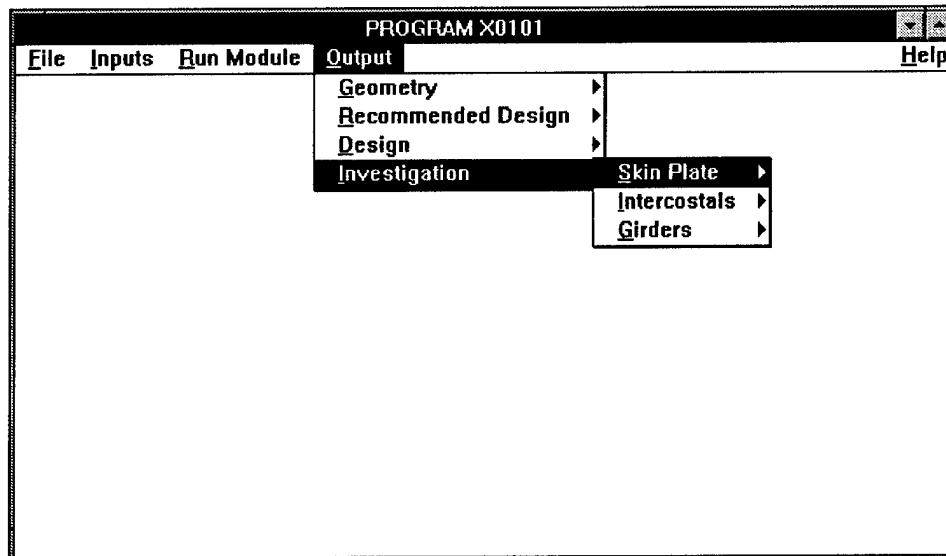 PROGRAM X0101
File Inputs Run Module Output Help
Geometry
Recommended Design
Design
Investigation Skin Plate
Intercostals
Girders